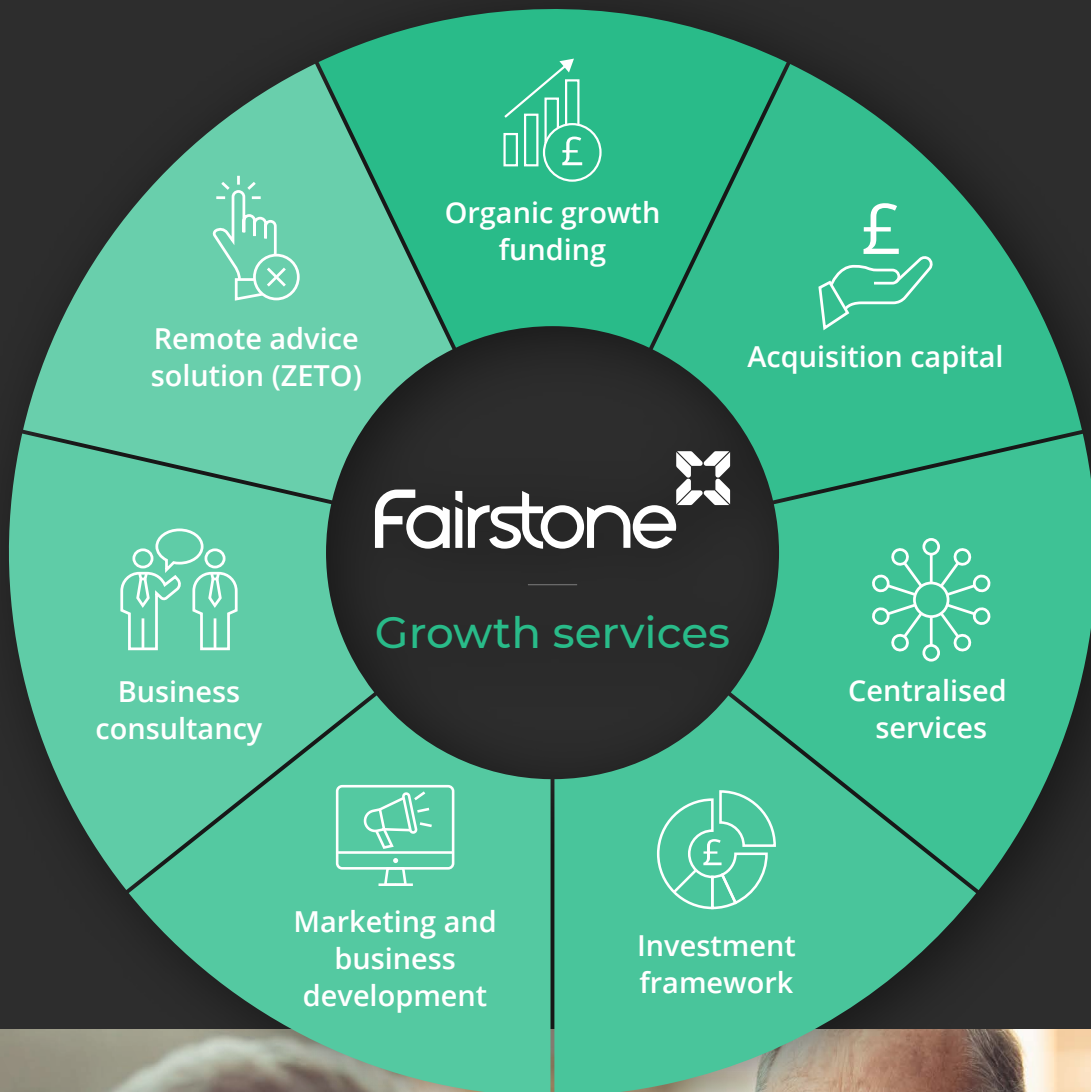 £
Organic growth
funding
£
Acquisition capital
Centralised
services
£
Investment
framework
Marketing and
business
development
Business
consultancy
Remote advice
solution (ZETO)
Fairstone
Growth services